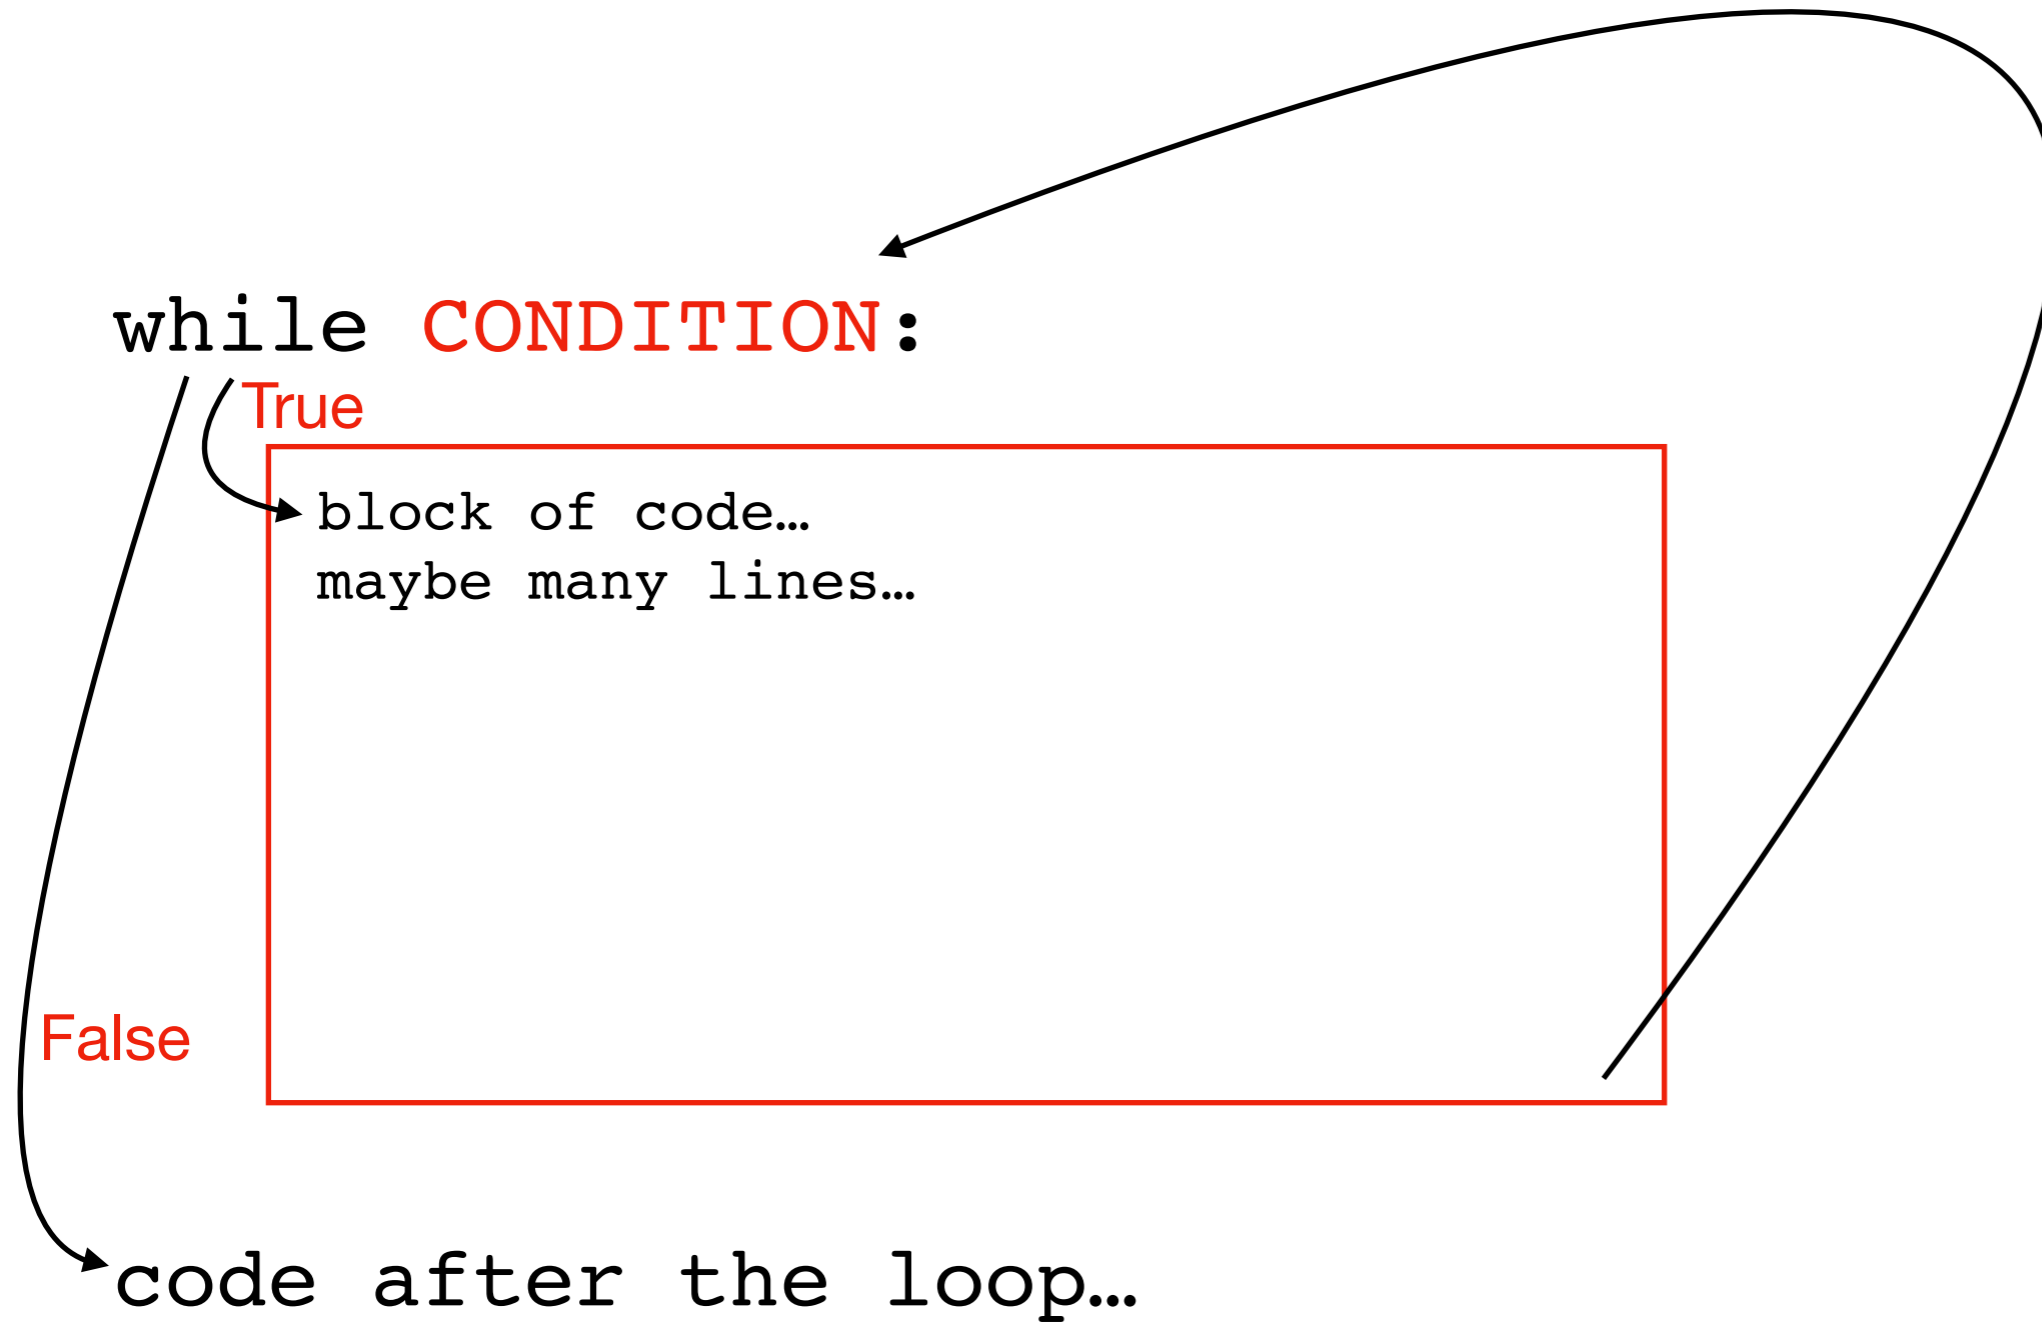 while CONDITION:
True
block of code…
maybe many lines…
False
code after the loop…